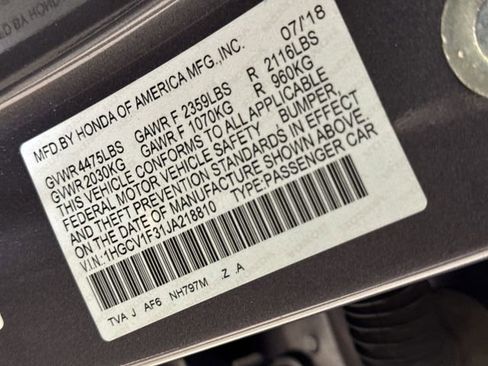 MFD.BY HONDA OF AMERICA MFG.,INC. 07/18
GVWR 4475LBS GAWR F 2359LBS R 2116LBS
GVWR 2030KG GAWR F 1070KG R 960KG
THIS VEHICLE CONFORMS TO ALL APPLICABLE
FEDERAL MOTOR VEHICLE SAFETY BUMPER,
AND THEFT PREVENTION STANDARDS IN EFFECT
ON THE DATE OF MANUFACTURE SHOWN ABOVE.
V.I.N: 1HGCV1F31JA218810 TYPE:PASSENGER CAR
TVA J AF6 NH797M .Z .A